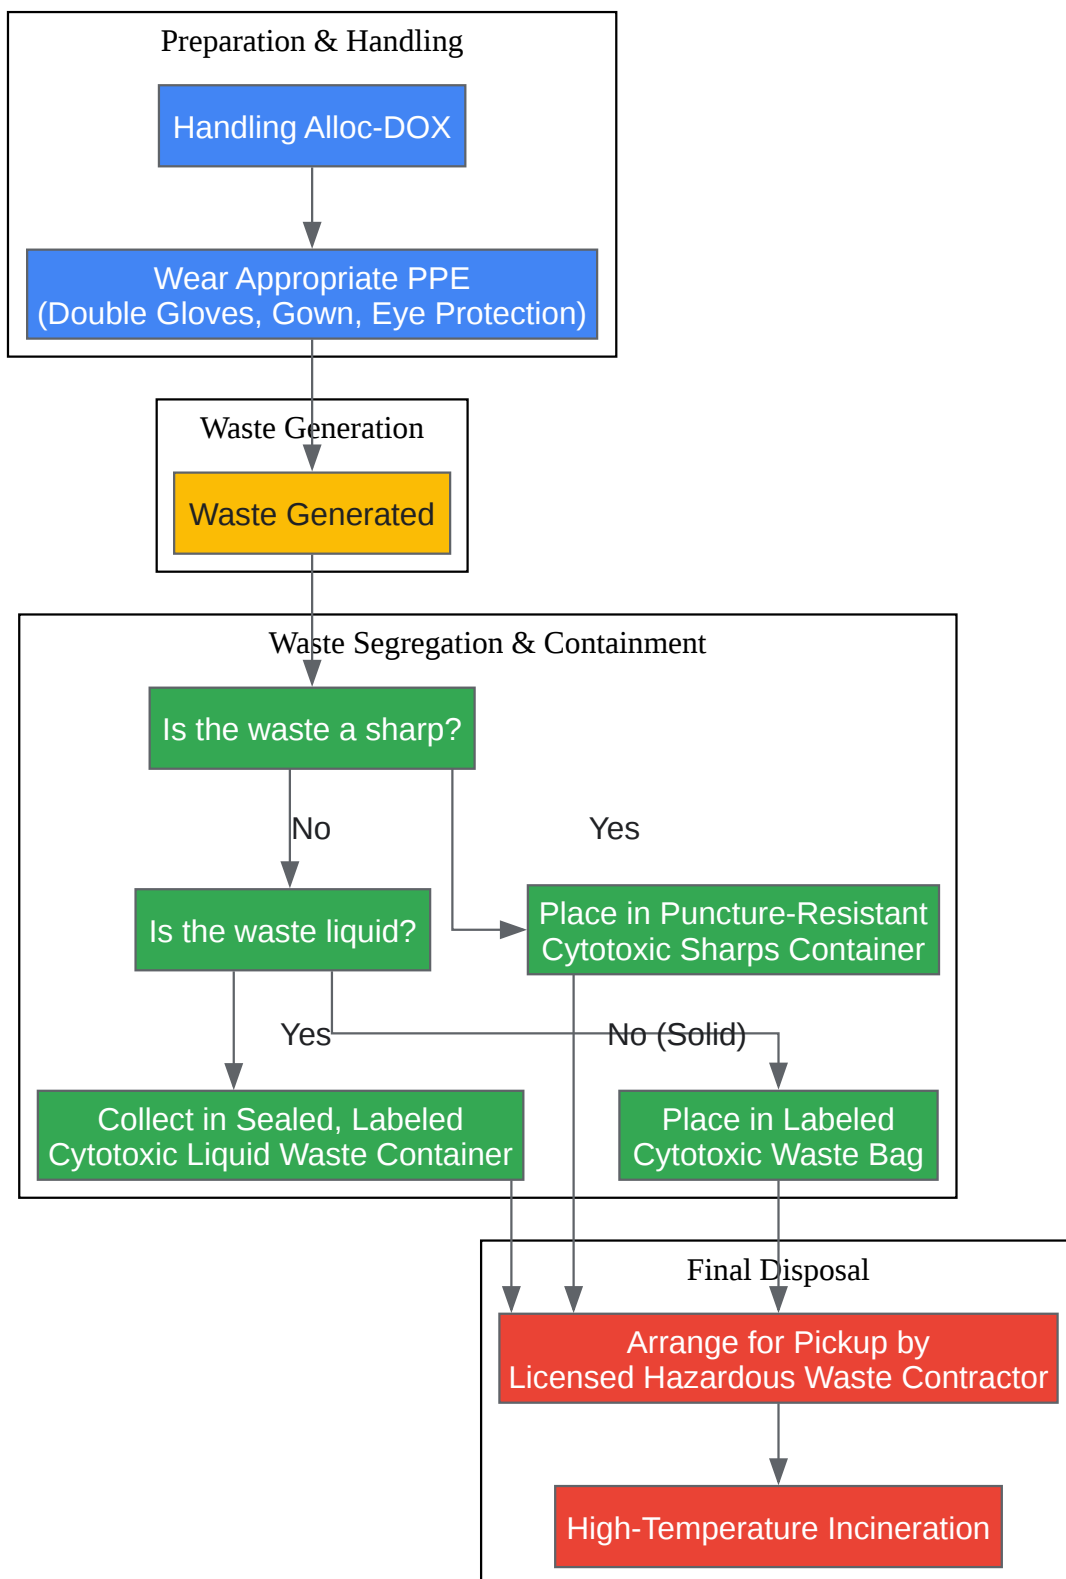 Preparation & Handling
Handling Alloc-DOX
Wear Appropriate PPE
(Double Gloves, Gown, Eye Protection)
Waste Generation
Waste Generated
Waste Segregation & Containment
Is the waste a sharp?
No
Yes
Is the waste liquid?
Place in Puncture-Resistant
Cytotoxic Sharps Container
Yes
No (Solid)
Collect in Sealed, Labeled
Cytotoxic Liquid Waste Container
Place in Labeled
Cytotoxic Waste Bag
Final Disposal
Arrange for Pickup by
Licensed Hazardous Waste Contractor
High-Temperature Incineration